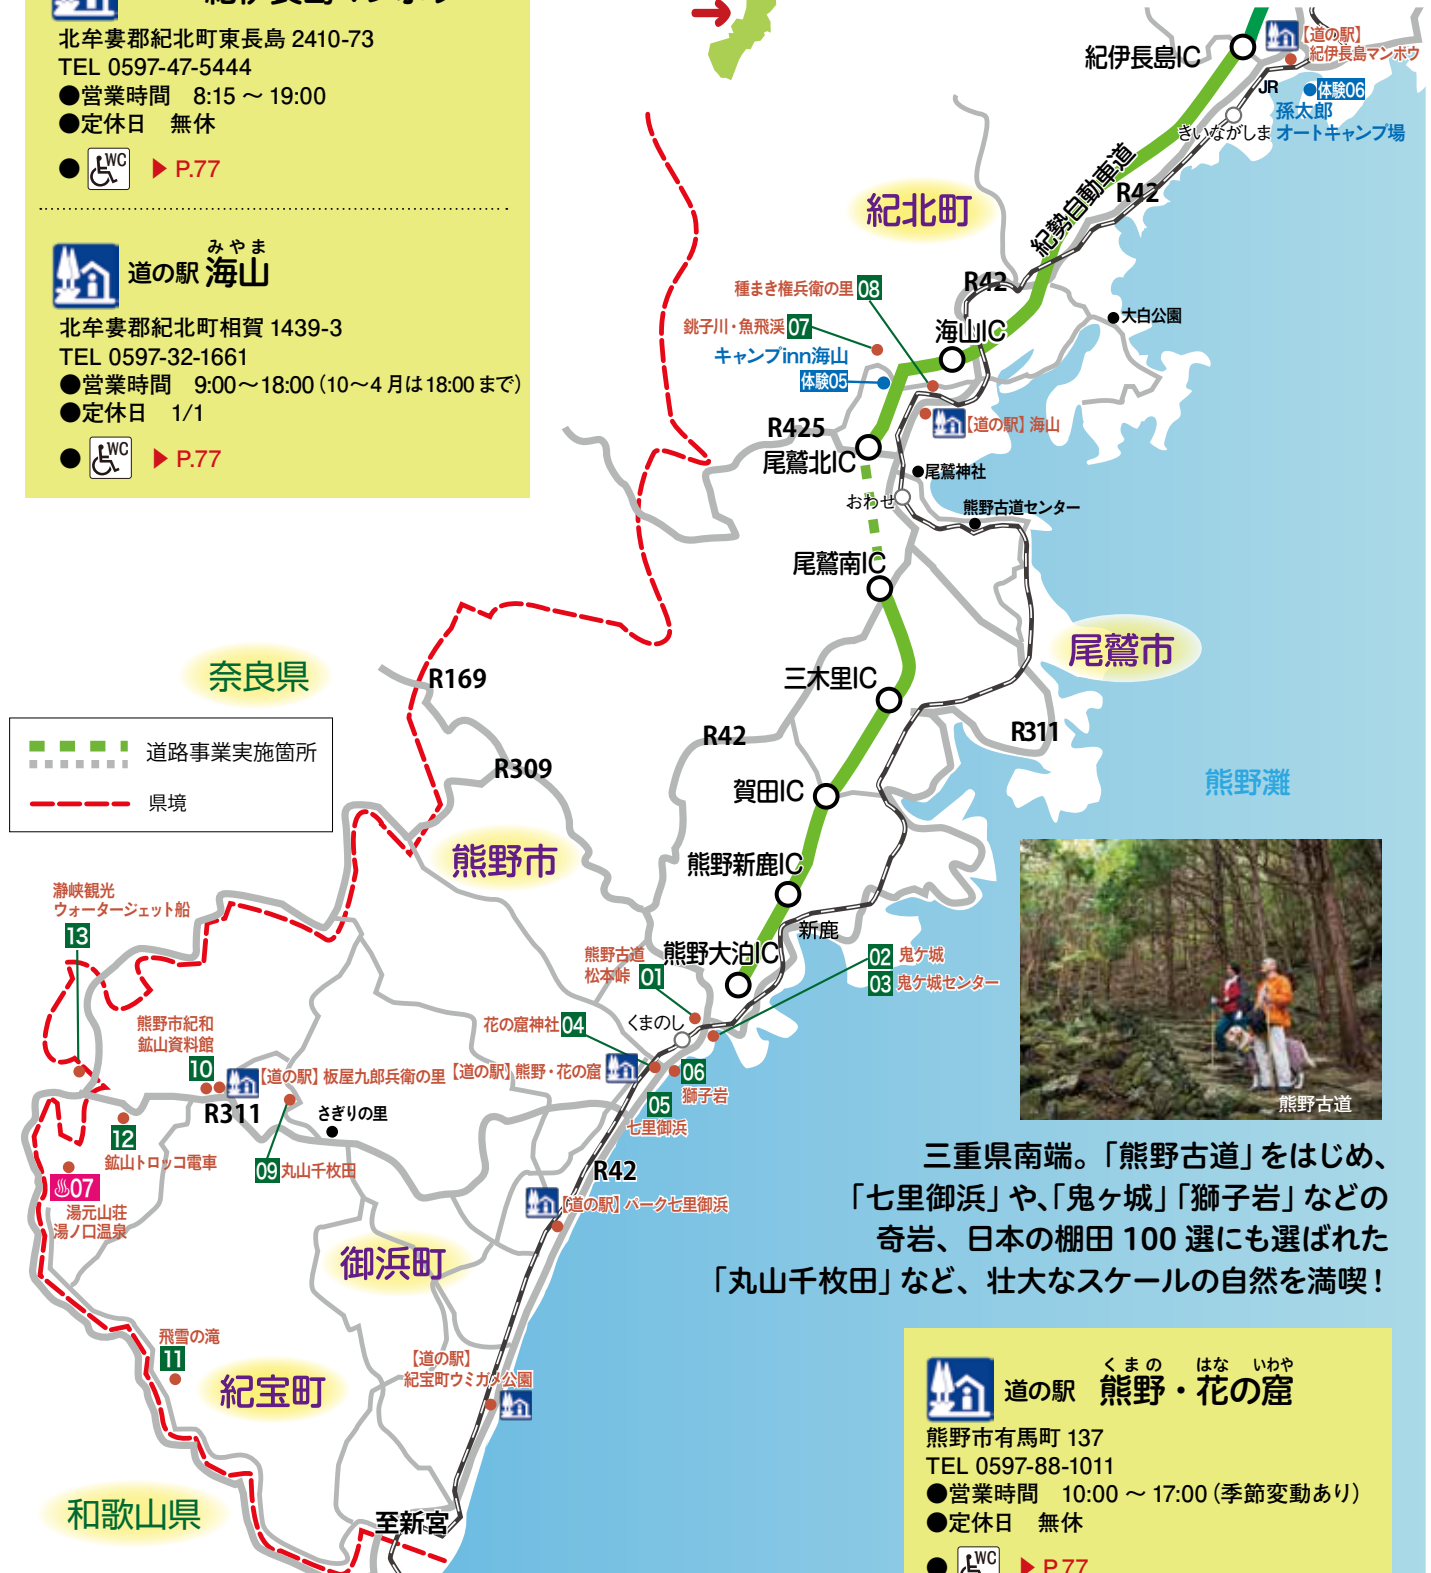 北牟婁郡紀北町東長島 2410-73
TEL 0597-47-5444
●営業時間　8:15 ～ 19:00
●定休日　無休
● WC ▶ P.77
みやま
道の駅 海山
北牟婁郡紀北町相賀 1439-3
TEL 0597-32-1661
●営業時間　9:00～18:00（10～4 月は18:00 まで）
●定休日　1/1
● WC ▶ P.77
紀伊長島IC
【道の駅】
紀伊長島マンボウ
JR
体験06
孫太郎
オートキャンプ場
きいながしま
紀勢自動車道
R42
紀北町
R42
種まき権兵衛の里 08
銚子川・魚飛渓 07
キャンプinn海山
体験05
海山IC
大白公園
【道の駅】海山
R425
尾鷲北IC
尾鷲神社
おわせ
熊野古道センター
尾鷲南IC
尾鷲市
奈良県
R169
三木里IC
R311
R42
道路事業実施箇所
県境
R309
賀田IC
熊野灘
熊野市
熊野新鹿IC
瀞峡観光
ウォータージェット船
13
新鹿
熊野大泊IC
熊野古道
松本峠
01
02 鬼ケ城
03 鬼ケ城センター
熊野市紀和
鉱山資料館
10
花の窟神社 04
くまのし
【道の駅】板屋九郎兵衛の里
【道の駅】熊野・花の窟
06
獅子岩
05
七里御浜
R311
さぎりの里
12
鉱山トロッコ電車
09 丸山千枚田
07
湯元山荘
湯ノ口温泉
R42
【道の駅】パーク七里御浜
御浜町
熊野古道
三重県南端。「熊野古道」をはじめ、
「七里御浜」や、「鬼ヶ城」「獅子岩」などの
奇岩、日本の棚田 100 選にも選ばれた
「丸山千枚田」など、壮大なスケールの自然を満喫！
飛雪の滝
11
紀宝町
【道の駅】
紀宝町ウミガメ公園
和歌山県
至新宮
くまの　はな　いわや
道の駅　熊野・花の窟
熊野市有馬町 137
TEL 0597-88-1011
●営業時間　10:00 ～ 17:00（季節変動あり）
●定休日　無休
● WC ▶ P.77